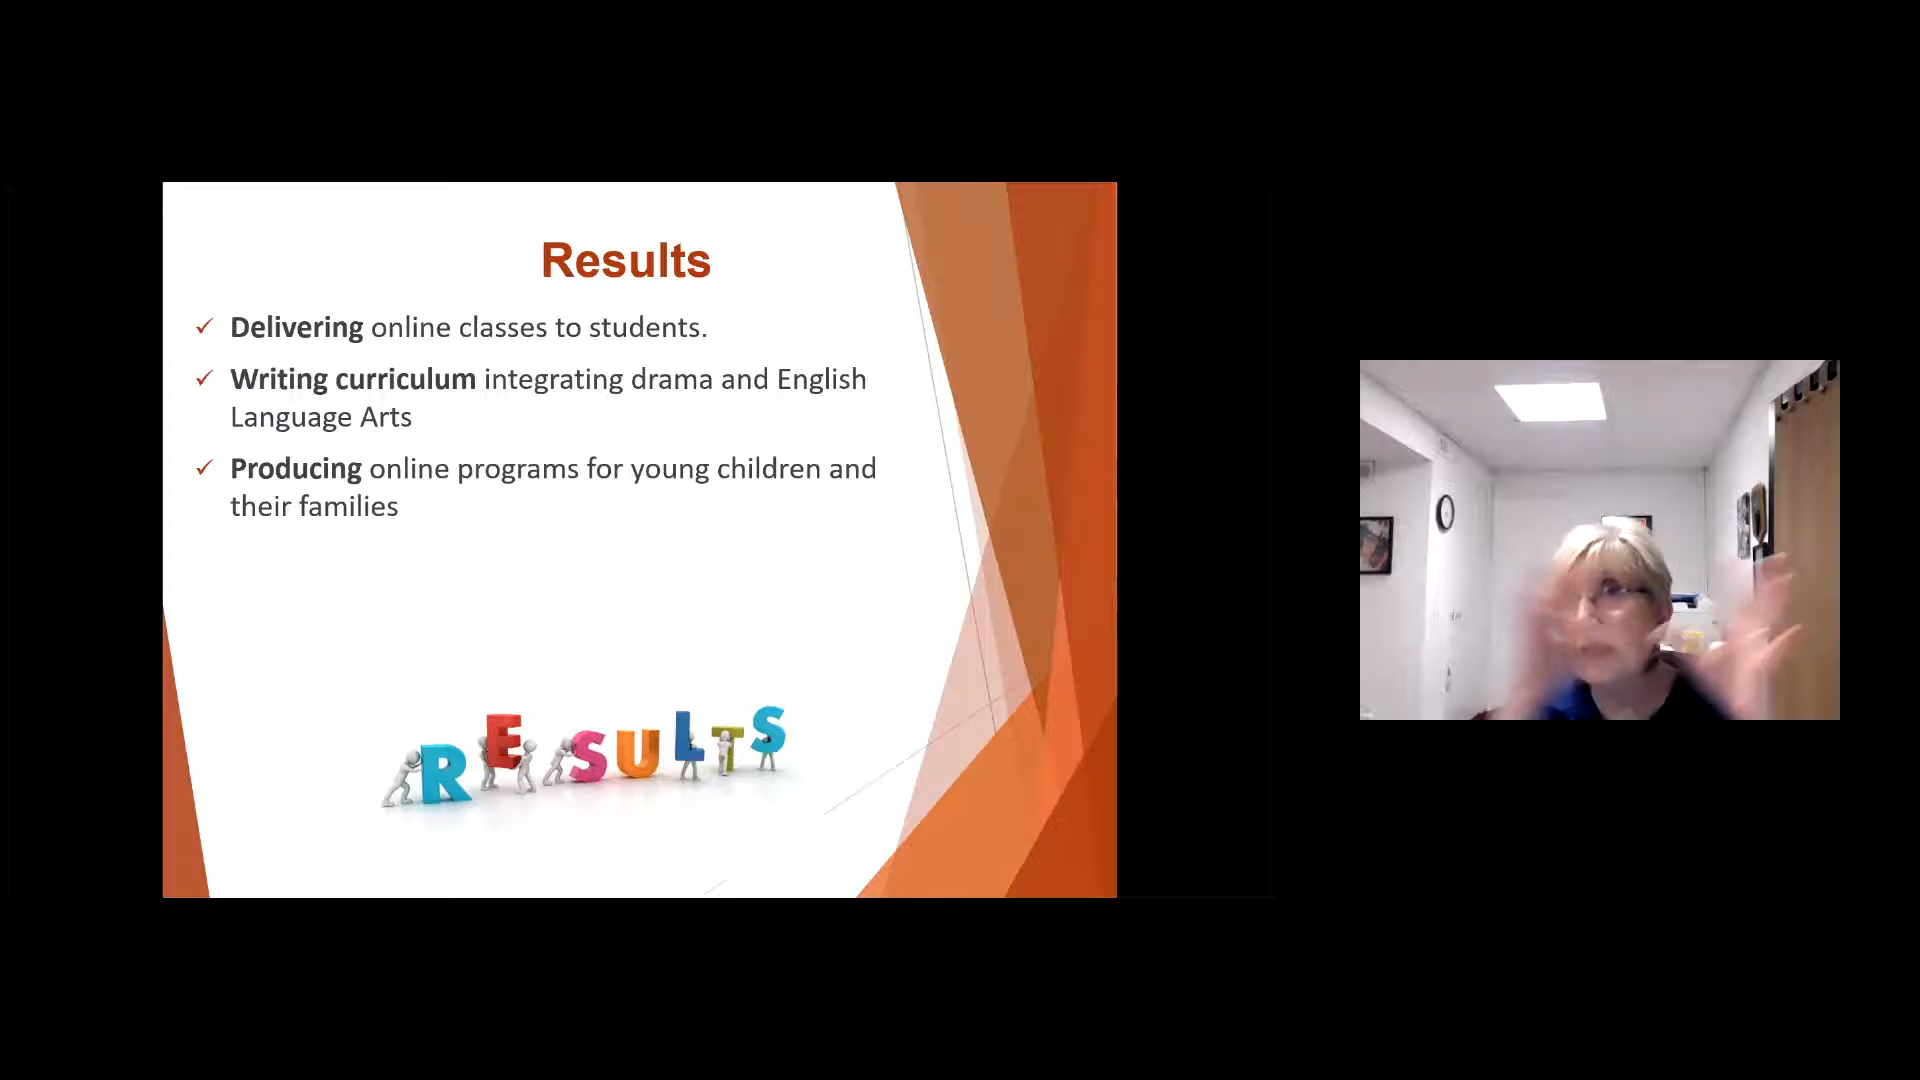 Results
✓ Delivering online classes to students.
✓ Writing curriculum integrating drama and English
Language Arts
✓ Producing online programs for young children and
their families
RESULTS